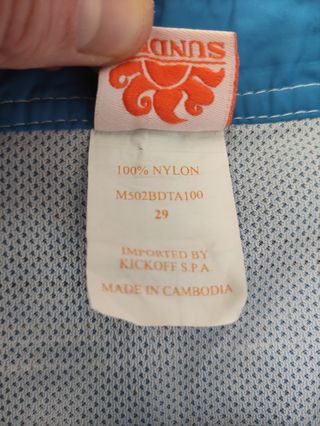 SUND
100% NYLON
M502BDTA100
29
IMPORTED BY
KICKOFF S.P.A.
MADE IN CAMBODIA